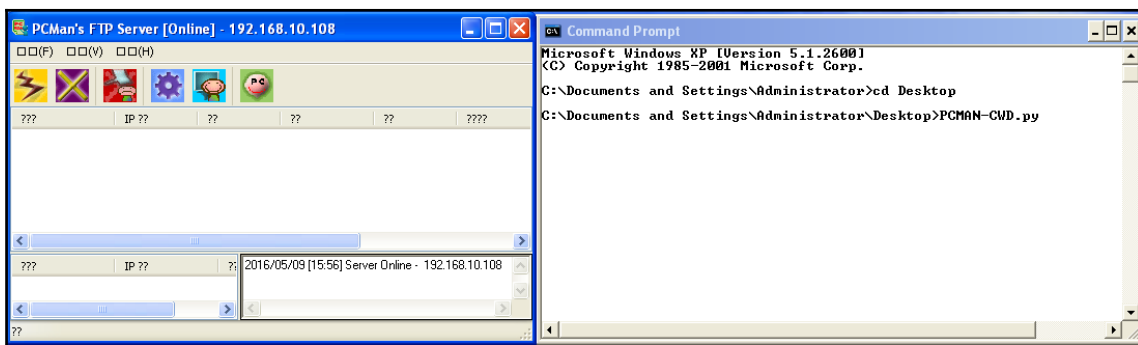 PCMan's FTP Server [Online] - 192.168.10.108
□□(F) □□(V) □□(H)
??? IP ?? ?? ?? ?? ????
??? IP ?? ??
2016/05/09 [15:56] Server Online - 192.168.10.108
??
Command Prompt
Microsoft Windows XP [Version 5.1.2600]
(C) Copyright 1985-2001 Microsoft Corp.
C:\Documents and Settings\Administrator>cd Desktop
C:\Documents and Settings\Administrator\Desktop>PCMAN-CWD.py